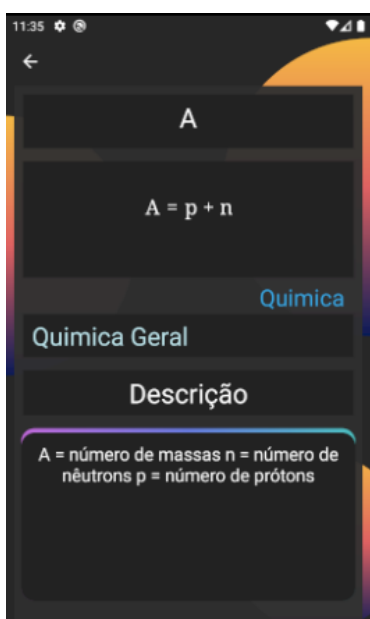 11:35
A
A = p + n
Quimica
Quimica Geral
Descrição
A = número de massas n = número de
nêutrons p = número de prótons